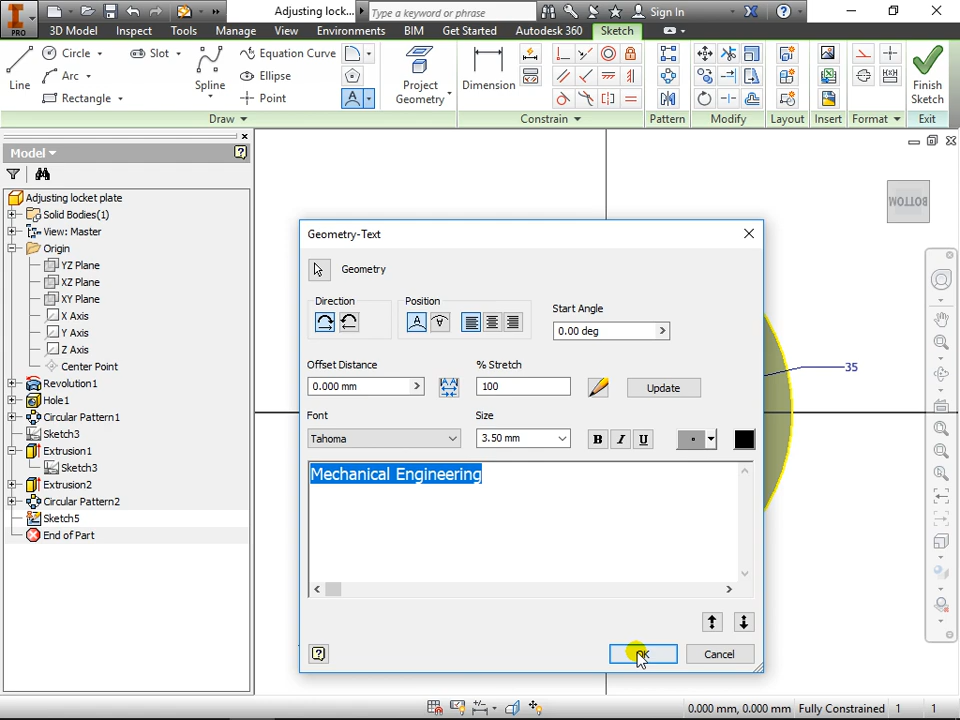 Adjusting lock...
Type a keyword or phrase
Sign In
PRO
3D Model
Inspect
Tools
Manage
View
Environments
BIM
Get Started
Autodesk 360
Sketch
Line
Circle
Arc
Rectangle
Slot
Spline
Equation Curve
Ellipse
Point
Project
Geometry
Dimension
Finish
Sketch
Draw
Constrain
Pattern
Modify
Layout
Insert
Format
Exit
Model
Adjusting locket plate
Solid Bodies(1)
View: Master
Origin
YZ Plane
XZ Plane
XY Plane
X Axis
Y Axis
Z Axis
Center Point
Revolution1
Hole1
Circular Pattern1
Sketch3
Extrusion1
Sketch3
Extrusion2
Circular Pattern2
Sketch5
End of Part
BOTTOM
35
Geometry-Text
Geometry
Direction
Position
Start Angle
0.00 deg
Offset Distance
% Stretch
0.000 mm
100
Update
Font
Size
Tahoma
3.50 mm
B I U
Mechanical Engineering
OK
Cancel
0.000 mm, 0.000 mm
Fully Constrained
1
1